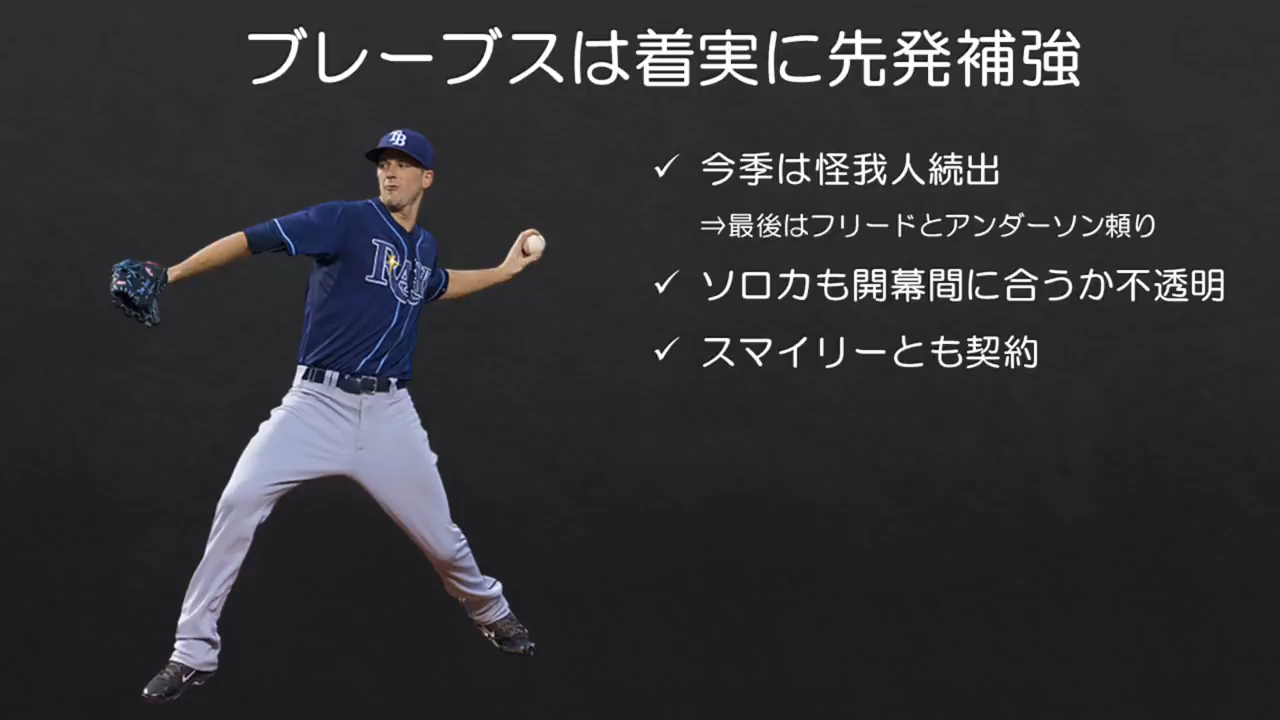 ブレーブスは着実に先発補強
✓ 今季は怪我人続出
⇒最後はフリードとアンダーソン頼り
✓ ソロカも開幕間に合うか不透明
✓ スマイリーとも契約
TB
RAYS